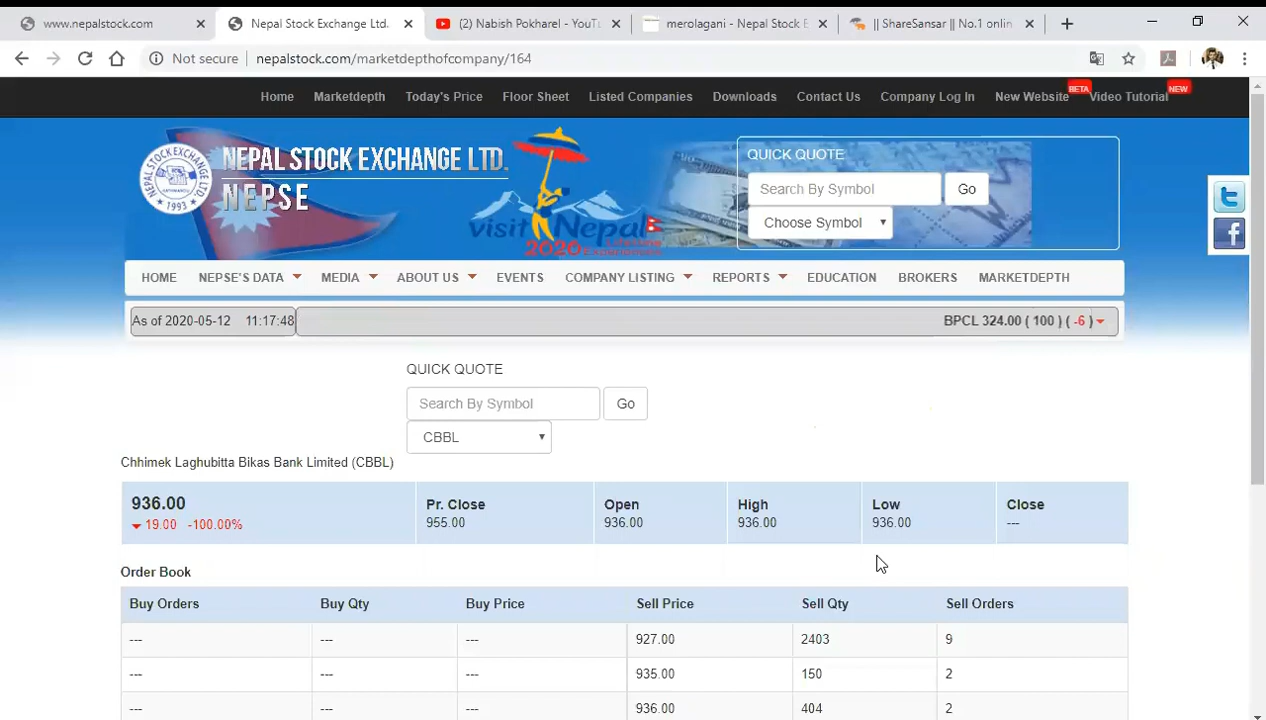 www.nepalstock.com
Nepal Stock Exchange Ltd.
(2) Nabish Pokharel - YouTu
merolagani - Nepal Stock E
|| ShareSansar || No.1 onlin
Not secure
nepalstock.com/marketdepthofcompany/164
BETA
NEW
Home Marketdepth Today's Price Floor Sheet Listed Companies Downloads Contact Us Company Log In New Website Video Tutorial
NEPAL STOCK EXCHANGE LTD.
NEPSE
NEPAL STOCK EXCHANGE LTD.
1993
visit Nepal
2020 Lifetime Experiences
QUICK QUOTE
Search By Symbol Go
Choose Symbol
HOME NEPSE'S DATA MEDIA ABOUT US EVENTS COMPANY LISTING REPORTS EDUCATION BROKERS MARKETDEPTH
As of 2020-05-12 11:17:48 BPCL 324.00 ( 100 ) ( -6 )
QUICK QUOTE
Search By Symbol Go
CBBL
Chhimek Laghubitta Bikas Bank Limited (CBBL)
936.00 Pr. Close Open High Low Close
19.00 -100.00% 955.00 936.00 936.00 936.00 ---
Order Book
Buy Orders Buy Qty Buy Price Sell Price Sell Qty Sell Orders
--- --- --- 927.00 2403 9
--- --- --- 935.00 150 2
--- --- --- 936.00 404 2